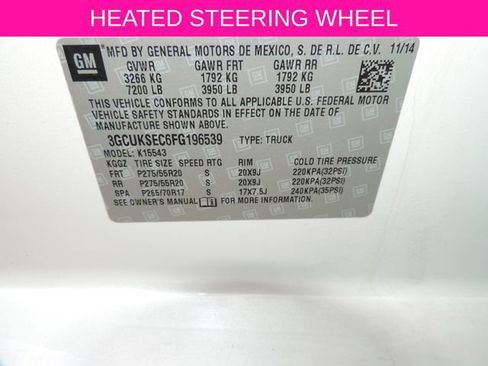 HEATED STEERING WHEEL
GM
MFD BY GENERAL MOTORS DE MEXICO, S. DE R.L. DE C.V. 11/14
GVWR GAWR FRT GAWR RR
3266 KG 1792 KG 1792 KG
7200 LB 3950 LB 3950 LB
THIS VEHICLE CONFORMS TO ALL APPLICABLE U.S. FEDERAL MOTOR
VEHICLE SAFETY, BUMPER, AND THEFT PREVENTION STANDARDS IN EFFECT ON THE DATE OF
MANUFACTURE SHOWN ABOVE.
3GCUKSEC6FG196539 TYPE: TRUCK
MODEL: K15543
KGGZ TIRE SIZE SPEED RTG RIM COLD TIRE PRESSURE
FRT P275/55R20 S 20X9J 220KPA(32PSI)
RR P275/55R20 S 20X9J 220KPA(32PSI)
SPA P265/70R17 S 17X7.5J 240KPA(35PSI)
SEE OWNER'S MANUAL FOR MORE INFORMATION.